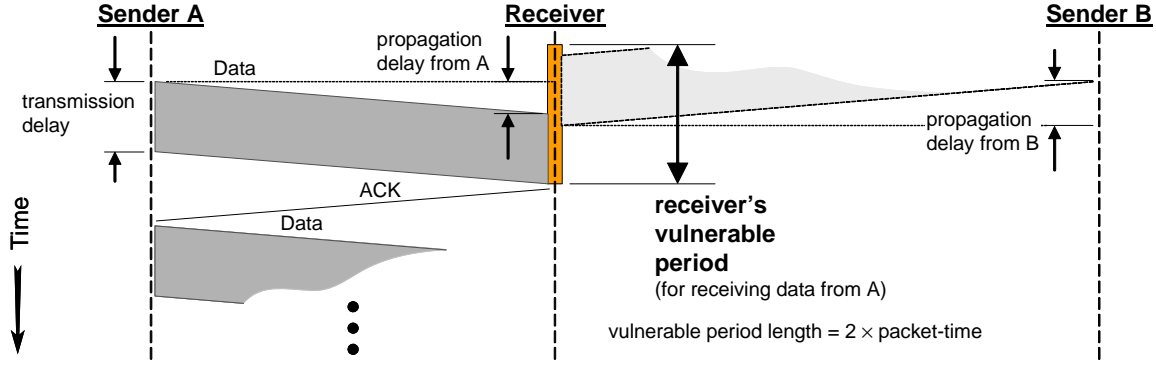 Sender A
Receiver
Sender B
propagation
delay from A
Data
transmission
delay
propagation
delay from B
ACK
Data
Time
receiver's
vulnerable
period
(for receiving data from A)
vulnerable period length = 2 × packet-time